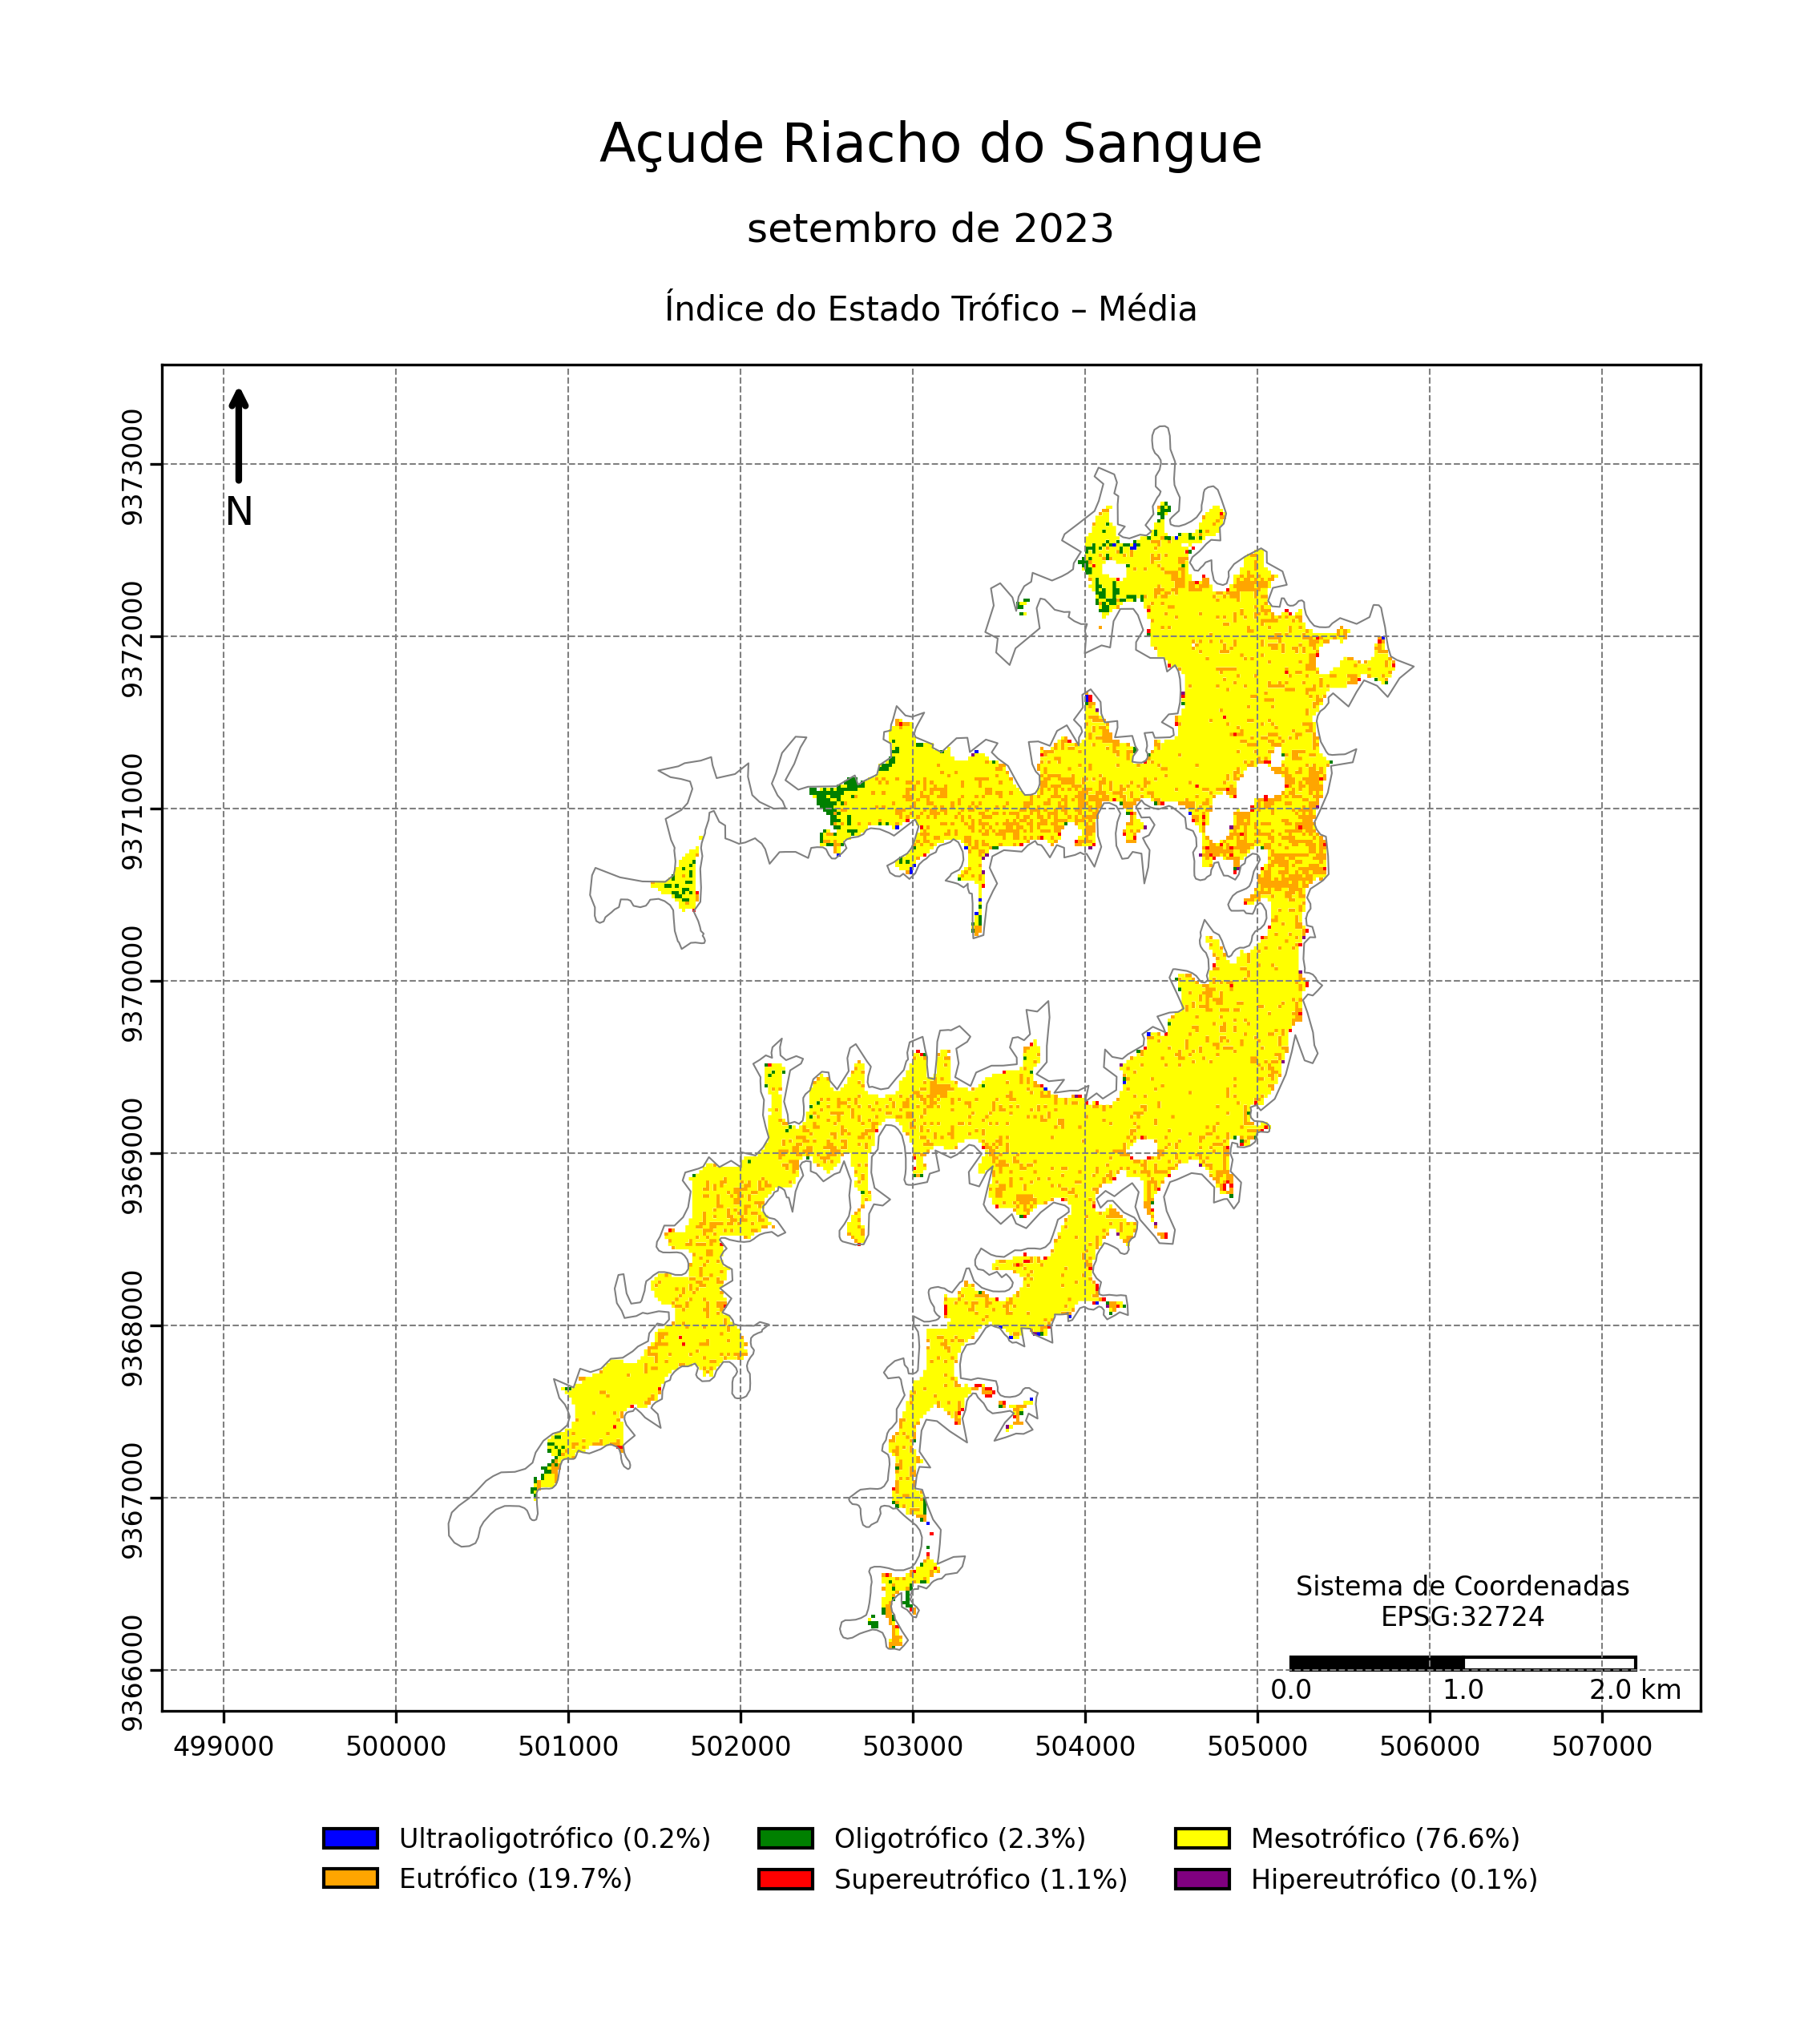 Açude Riacho do Sangue
setembro de 2023
Índice do Estado Trófico – Média
N
9373000
9372000
9371000
9370000
9369000
9368000
9367000
9366000
Sistema de Coordenadas
EPSG:32724
0.0 1.0 2.0 km
499000 500000 501000 502000 503000 504000 505000 506000 507000
Ultraoligotrófico (0.2%) Oligotrófico (2.3%) Mesotrófico (76.6%)
Eutrófico (19.7%) Supereutrófico (1.1%) Hipereutrófico (0.1%)